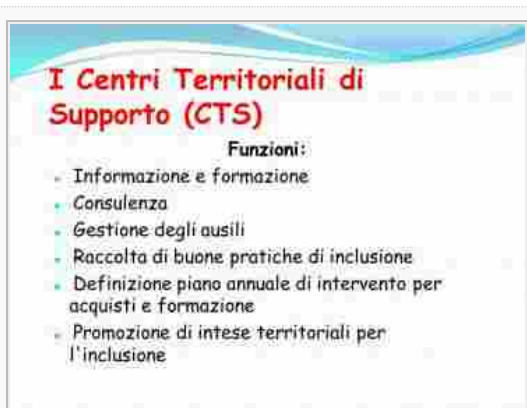 I Centri Territoriali di
Supporto (CTS)
Funzioni:
Informazione e formazione
Consulenza
Gestione degli ausili
Raccolta di buone pratiche di inclusione
Definizione piano annuale di intervento per
acquisti e formazione
Promozione di intese territoriali per
l'inclusione